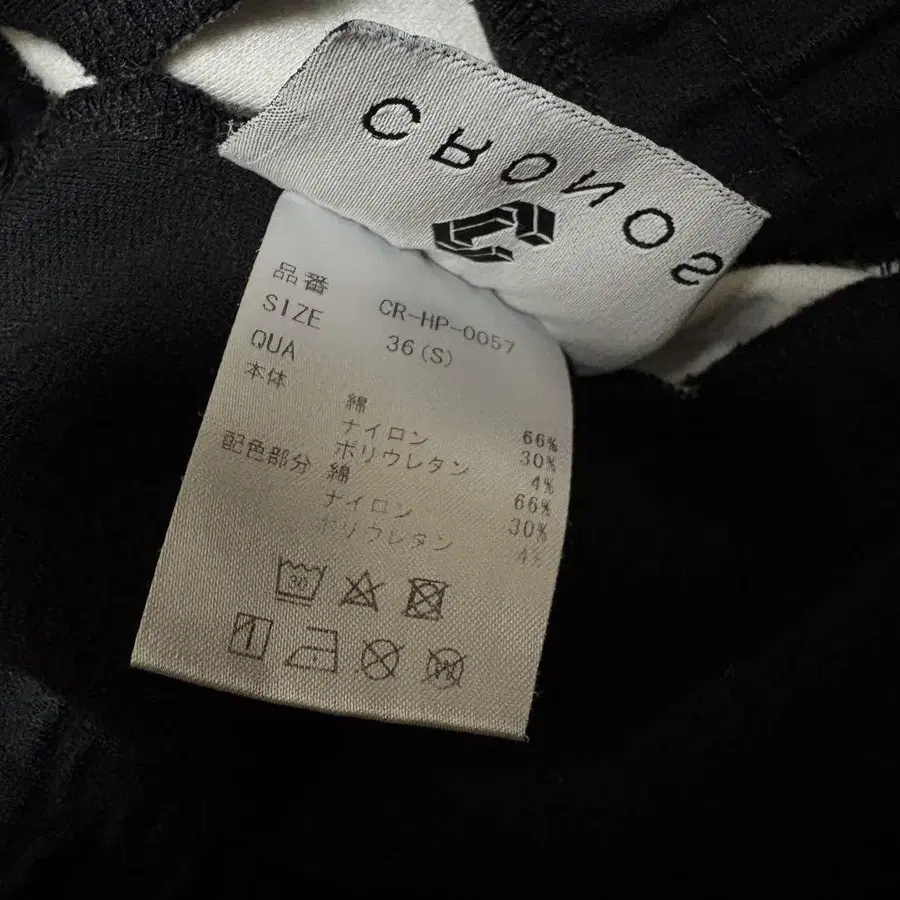 CRONOS
品番 CR-HP-0057
SIZE 36(S)
QUA
本体
綿 66%
ナイロン 30%
ポリウレタン 4%
配色部分 綿 66%
ナイロン 30%
ポリウレタン 4%
30